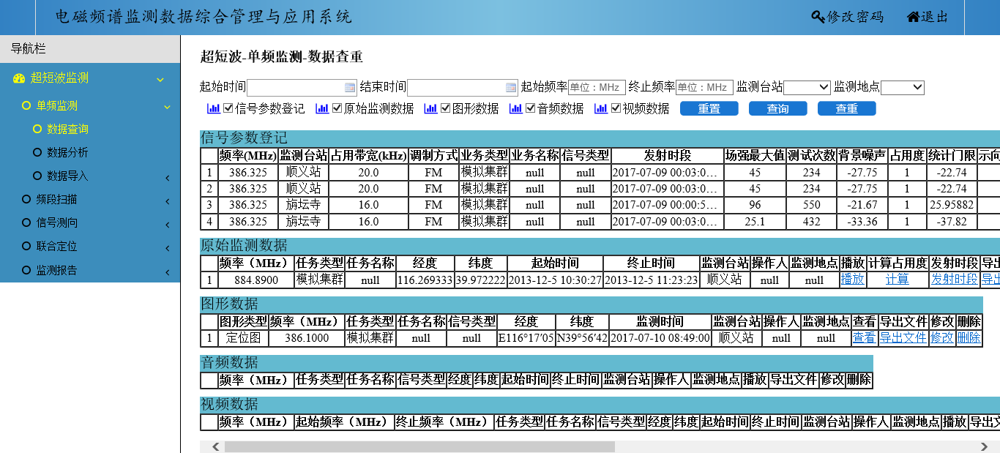 电磁频谱监测数据综合管理与应用系统 修改密码 退出
导航栏
超短波监测
单频监测
数据查询
数据分析
数据导入
频段扫描
信号测向
联合定位
监测报告
超短波-单频监测-数据查重
起始时间 结束时间 起始频率 单位：MHz 终止频率 单位：MHz 监测台站 监测地点
信号参数登记 原始监测数据 图形数据 音频数据 视频数据 重置 查询 查重
信号参数登记
频率(MHz) 监测台站 占用带宽(kHz) 调制方式 业务类型 业务名称 信号类型 发射时段 场强最大值 测试次数 背景噪声 占用度 统计门限 示向
1 386.325 顺义站 20.0 FM 模拟集群 null null 2017-07-09 00:03:0… 45 234 -27.75 1 -22.74
2 386.325 顺义站 20.0 FM 模拟集群 null null 2017-07-09 00:03:0… 45 234 -27.75 1 -22.74
3 386.325 旃坛寺 16.0 FM 模拟集群 null null 2017-07-09 00:00:5… 96 550 -21.67 1 25.95882
4 386.325 旃坛寺 16.0 FM 模拟集群 null null 2017-07-09 00:03:0… 25.1 432 -33.36 1 -37.82
原始监测数据
频率（MHz） 任务类型 任务名称 经度 纬度 起始时间 终止时间 监测台站 操作人 监测地点 播放 计算占用度 发射时段 导出
1 884.8900 模拟集群 null 116.269333 39.972222 2013-12-5 10:30:27 2013-12-5 11:23:23 顺义站 null null 播放 计算 发射时段 导出
图形数据
图形类型 频率（MHz） 任务类型 任务名称 信号类型 经度 纬度 监测时间 监测台站 操作人 监测地点 查看 导出文件 修改 删除
1 定位图 386.1000 模拟集群 null null E116°17'05 N39°56'42 2017-07-10 08:49:00 顺义站 null null 查看 导出文件 修改 删除
音频数据
频率（MHz） 任务类型 任务名称 信号类型 经度 纬度 起始时间 终止时间 监测台站 操作人 监测地点 播放 导出文件 修改 删除
视频数据
频率（MHz） 起始频率（MHz） 终止频率（MHz） 任务类型 任务名称 信号类型 经度 纬度 起始时间 终止时间 监测台站 操作人 监测地点 播放 导出文